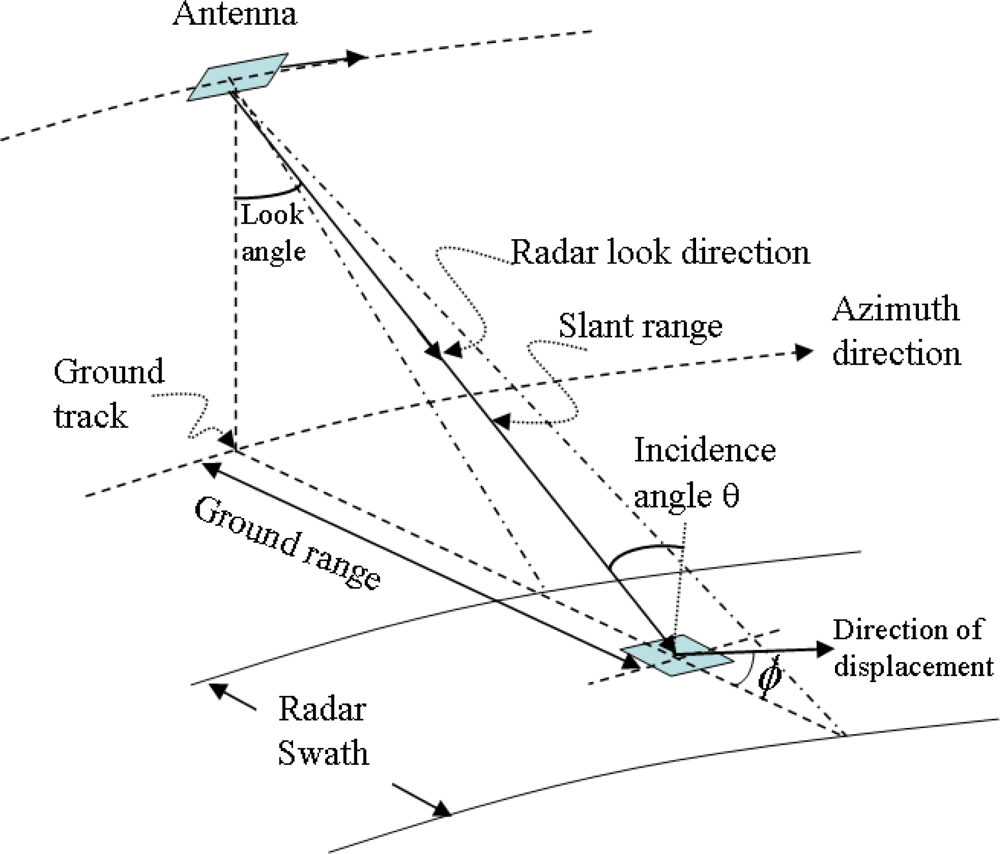 Antenna
Look
angle
Radar look direction
Slant range
Azimuth
direction
Ground
track
Incidence
angle θ
Ground range
Direction of
displacement
ϕ
Radar
Swath